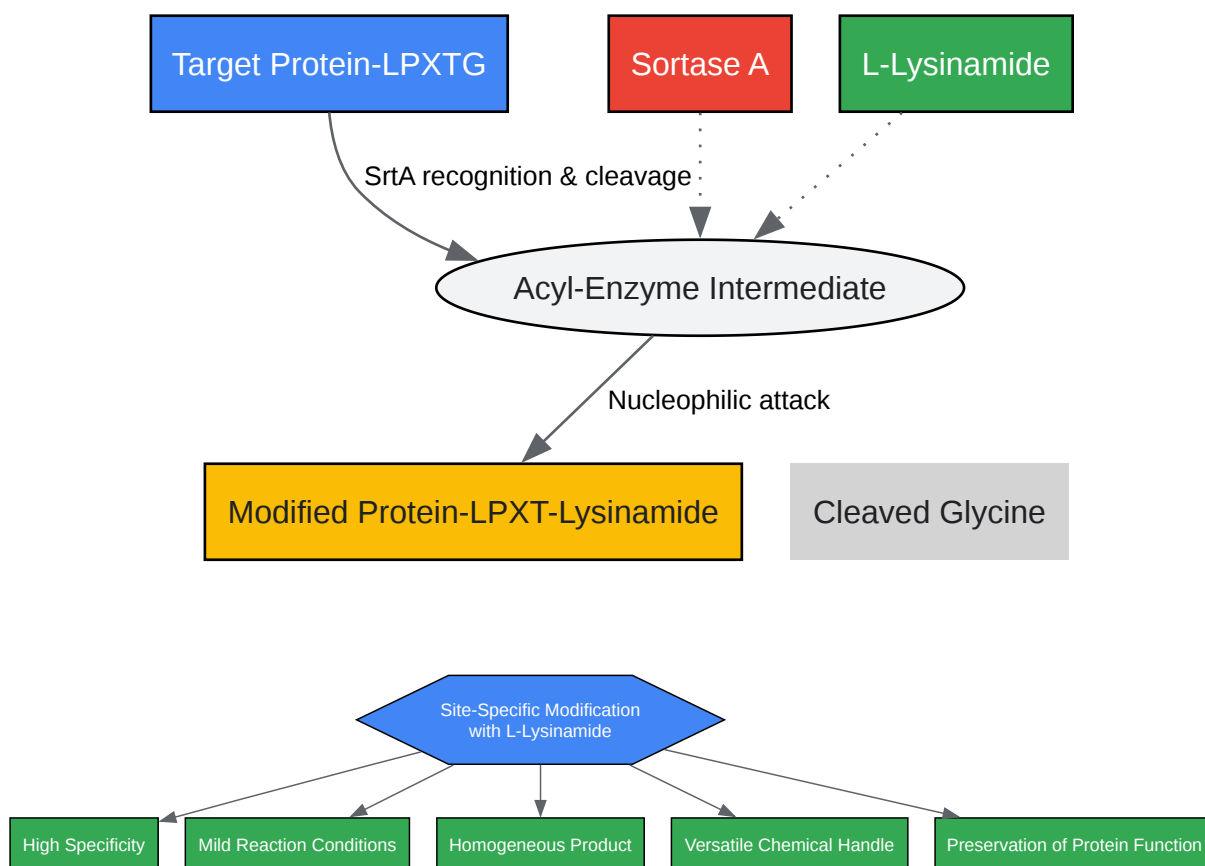 Target Protein-LPXTG
Sortase A
L-Lysinamide
SrtA recognition & cleavage
Acyl-Enzyme Intermediate
Nucleophilic attack
Modified Protein-LPXT-Lysinamide
Cleaved Glycine
Site-Specific Modification
with L-Lysinamide
High Specificity
Mild Reaction Conditions
Homogeneous Product
Versatile Chemical Handle
Preservation of Protein Function